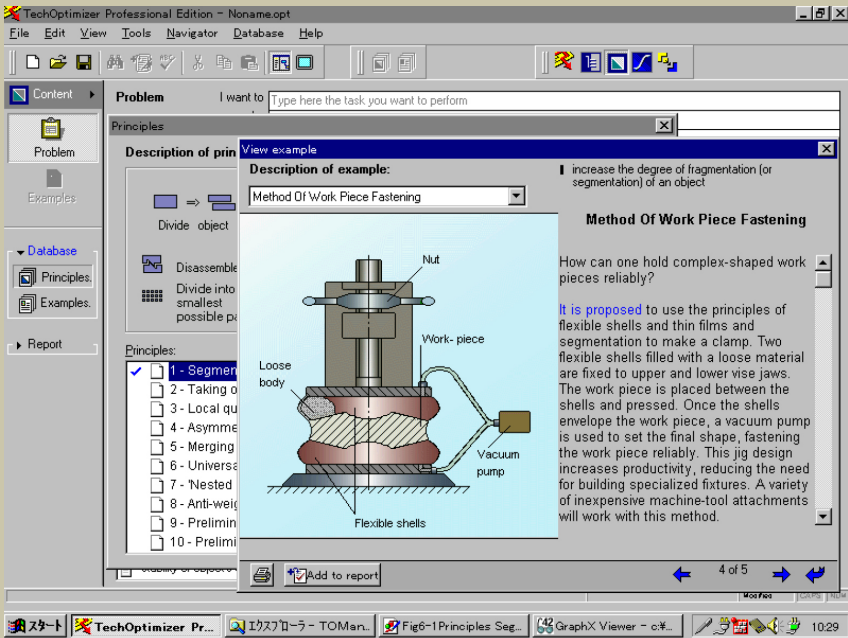 TechOptimizer Professional Edition - Noname.opt
File Edit View Tools Navigator Database Help
Content
Problem
I want to
Type here the task you want to perform
Problem
Examples
Database
Principles.
Examples.
Report
Principles
Description of prin
Divide object
Disassemble
Divide into
smallest
possible pa
Principles:
1 - Segmen
2 - Taking o
3 - Local qu
4 - Asymme
5 - Merging
6 - Universa
7 - 'Nested
8 - Anti-weig
9 - Prelimin
10 - Prelimi
View example
Description of example:
Method Of Work Piece Fastening
Nut
Work- piece
Loose
body
Vacuum
pump
Flexible shells
increase the degree of fragmentation (or
segmentation) of an object
Method Of Work Piece Fastening
How can one hold complex-shaped work
pieces reliably?
It is proposed to use the principles of
flexible shells and thin films and
segmentation to make a clamp. Two
flexible shells filled with a loose material
are fixed to upper and lower vise jaws.
The work piece is placed between the
shells and pressed. Once the shells
envelope the work piece, a vacuum pump
is used to set the final shape, fastening
the work piece reliably. This jig design
increases productivity, reducing the need
for building specialized fixtures. A variety
of inexpensive machine-tool attachments
will work with this method.
Add to report
4 of 5
Modified
CAPS NUM
スタート
TechOptimizer Pr...
エクスプローラ - TOMan...
Fig6-1Principles Seg...
GraphX Viewer - c:¥...
10:29